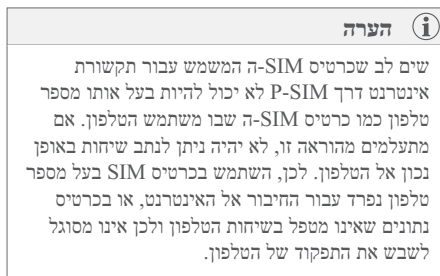 הערה
שים לב שכרטיס ה-SIM המשמש עבור תקשורת
אינטרנט דרך P-SIM לא יכול להיות בעל אותו מספר
טלפון כמו כרטיס ה-SIM שבו משתמש הטלפון. אם
מתעלמים מהוראה זו, לא יהיה ניתן לנתב שיחות באופן
נכון אל הטלפון. לכן, השתמש בכרטיס SIM בעל מספר
טלפון נפרד עבור החיבור אל האינטרנט, או בכרטיס
נתונים שאינו מטפל בשיחות הטלפון ולכן אינו מסוגל
לשבש את התפקוד של הטלפון.